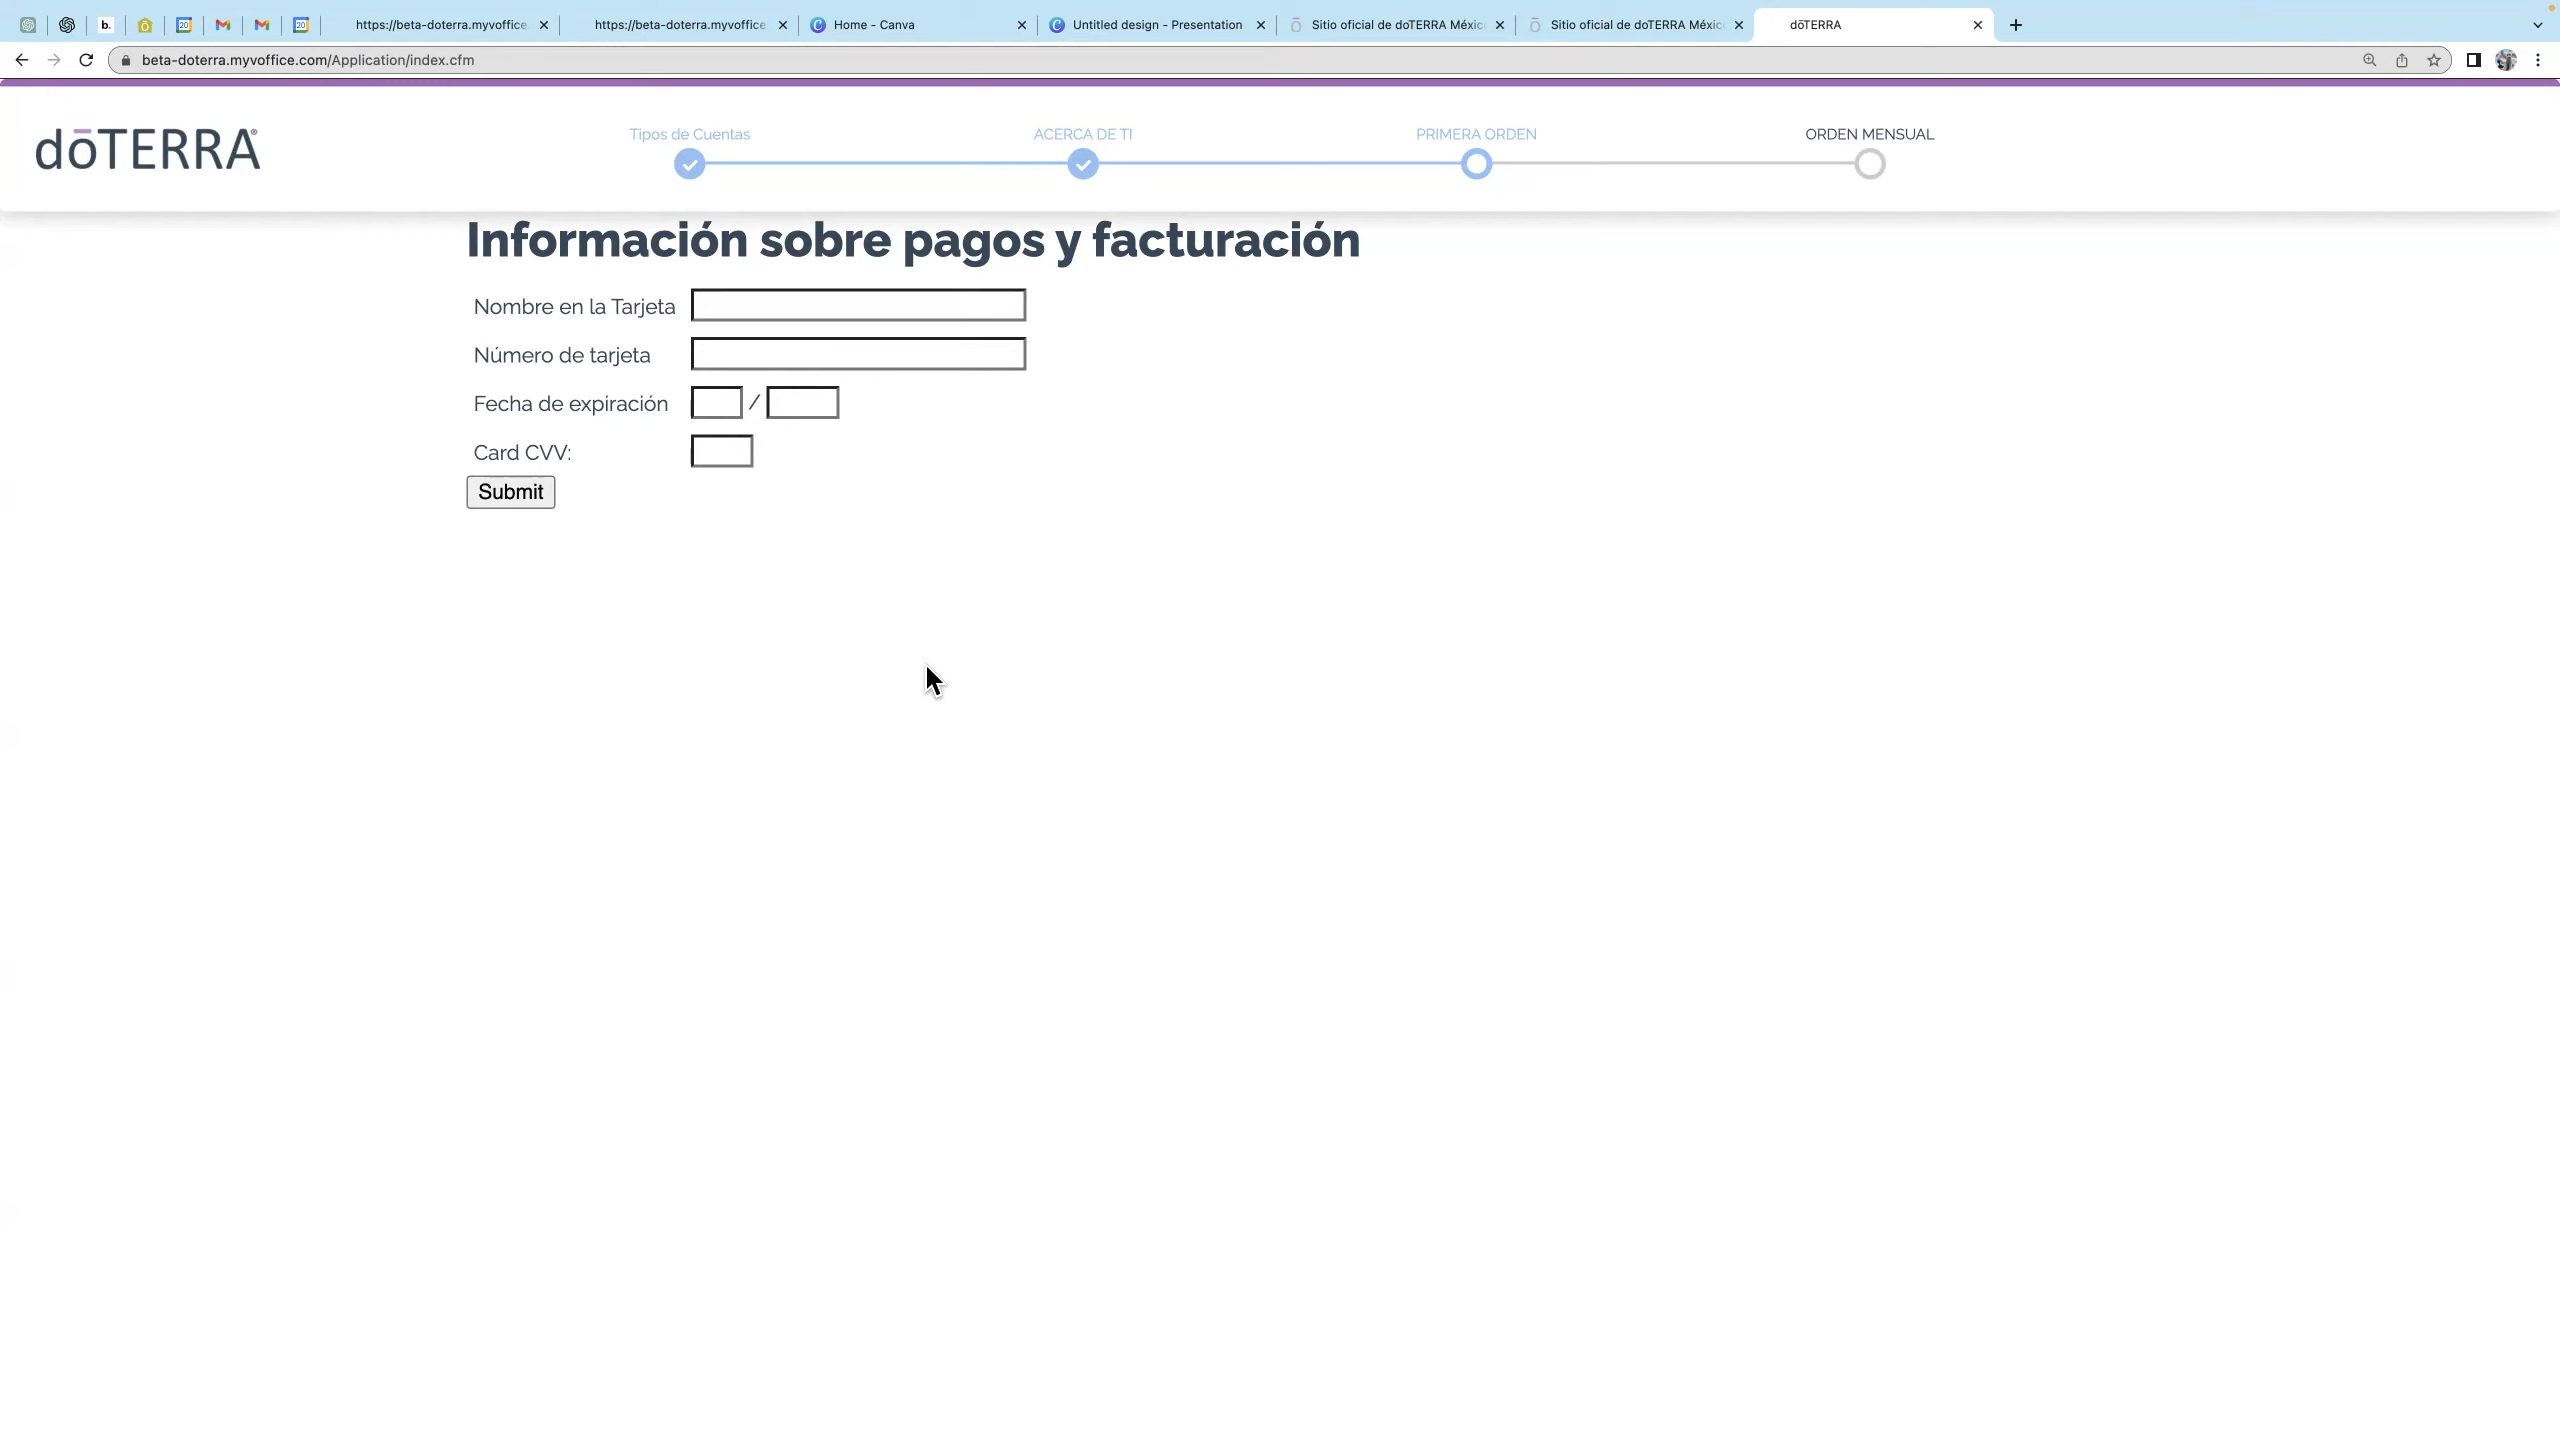 https://beta-doterra.myvoffice.
https://beta-doterra.myvoffice.
Home - Canva
Untitled design - Presentation
Sitio oficial de doTERRA Méxic
Sitio oficial de doTERRA Méxic
dōTERRA
beta-doterra.myvoffice.com/Application/index.cfm
dōTERRA®
Tipos de Cuentas
ACERCA DE TI
PRIMERA ORDEN
ORDEN MENSUAL
Información sobre pagos y facturación
Nombre en la Tarjeta
Número de tarjeta
Fecha de expiración /
Card CVV:
Submit